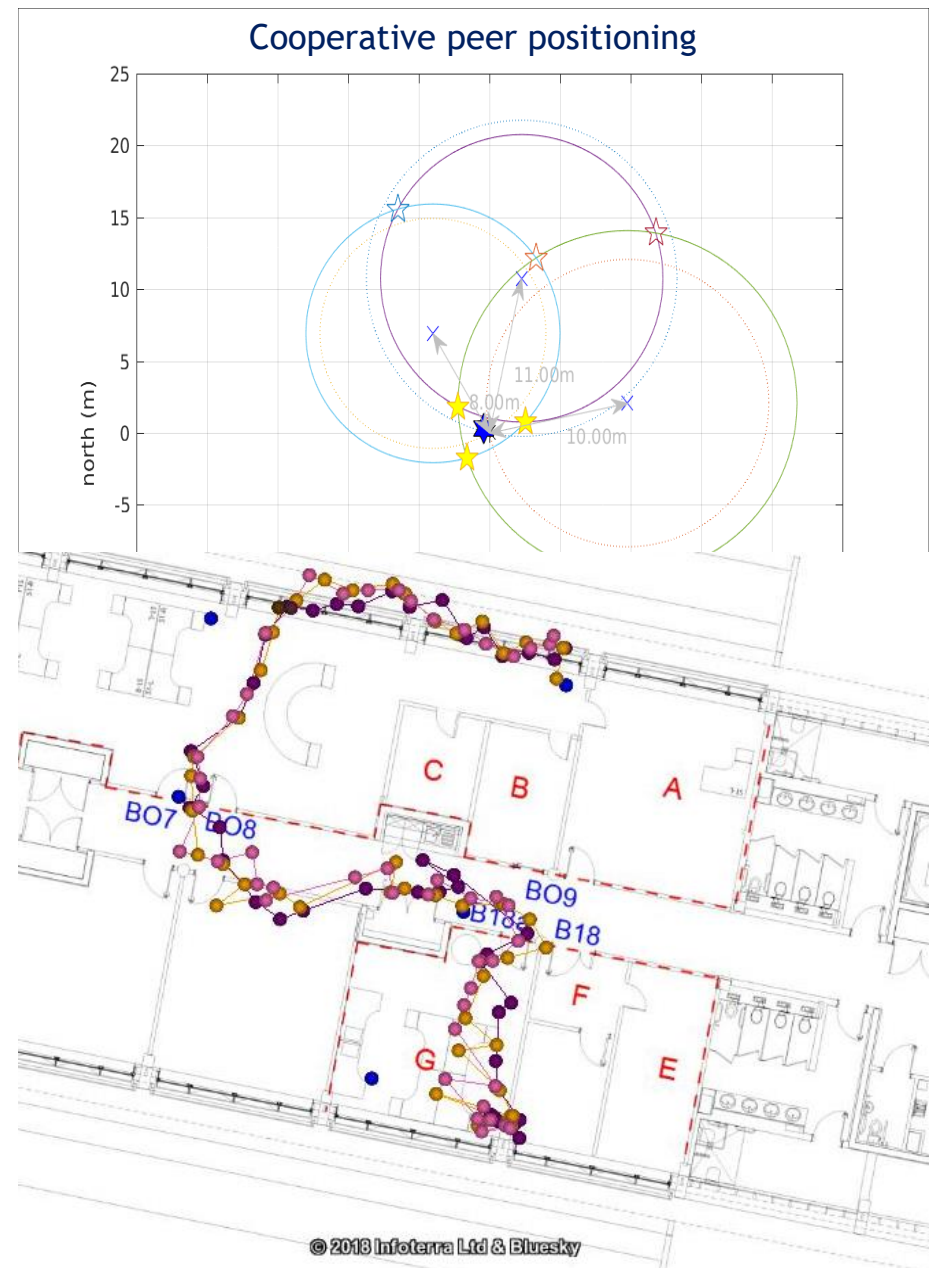 Cooperative peer positioning
25
20
15
10
5
0
-5
north (m)
11.00m
8.00m
10.00m
C
B
A
BO7
BO8
BO9
B18a
B18
F
G
E
© 2018 Infoterra Ltd & Bluesky